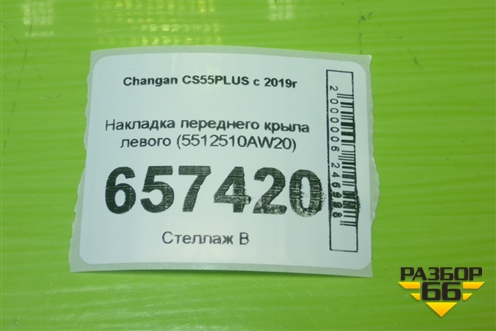 Changan CS55PLUS с 2019г
Накладка переднего крыла
левого (5512510AW20)
657420
Стеллаж В
РАЗБОР
66